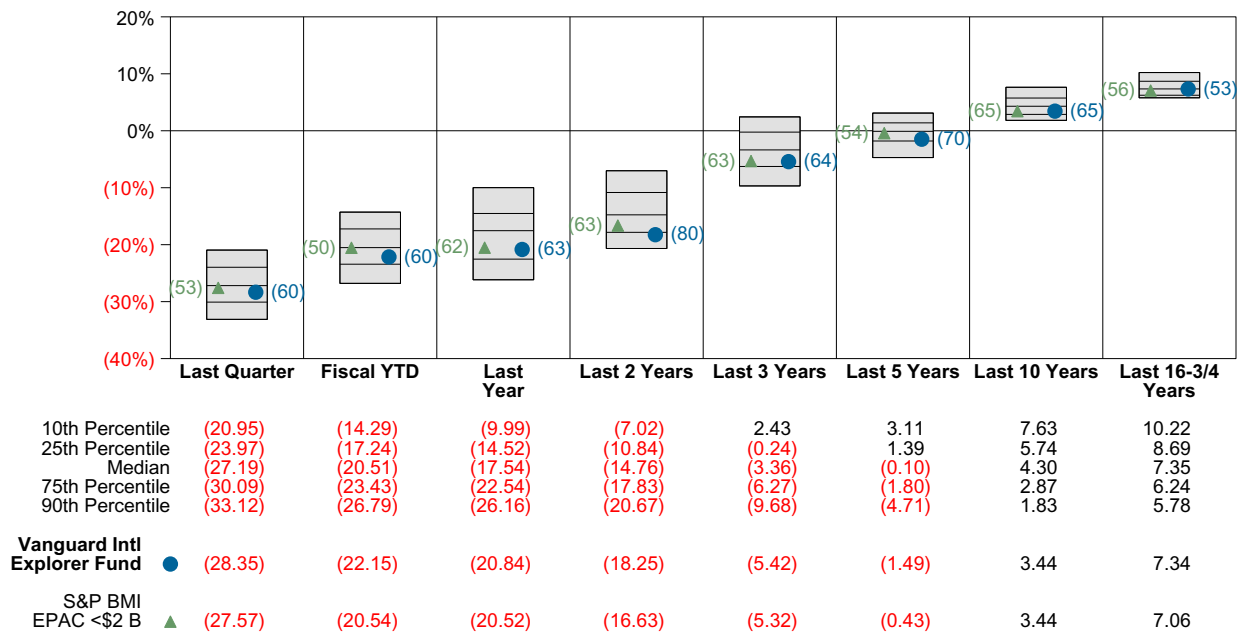 20%
10%
0%
(10%)
(20%)
(30%)
(40%)
(53) (60)
(50) (60)
(62) (63)
(63) (80)
(63) (64)
(54) (70)
(65) (65)
(56) (53)
Last Quarter Fiscal YTD Last Year Last 2 Years Last 3 Years Last 5 Years Last 10 Years Last 16-3/4 Years
10th Percentile (20.95) (14.29) (9.99) (7.02) 2.43 3.11 7.63 10.22
25th Percentile (23.97) (17.24) (14.52) (10.84) (0.24) 1.39 5.74 8.69
Median (27.19) (20.51) (17.54) (14.76) (3.36) (0.10) 4.30 7.35
75th Percentile (30.09) (23.43) (22.54) (17.83) (6.27) (1.80) 2.87 6.24
90th Percentile (33.12) (26.79) (26.16) (20.67) (9.68) (4.71) 1.83 5.78
Vanguard Intl
Explorer Fund (28.35) (22.15) (20.84) (18.25) (5.42) (1.49) 3.44 7.34
S&P BMI
EPAC <$2 B (27.57) (20.54) (20.52) (16.63) (5.32) (0.43) 3.44 7.06